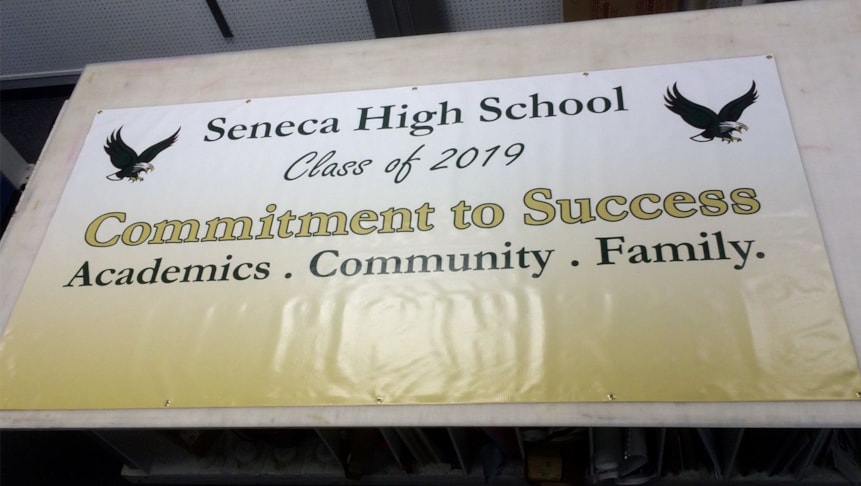 Seneca High School
Class of 2019
Commitment to Success
Academics . Community . Family.